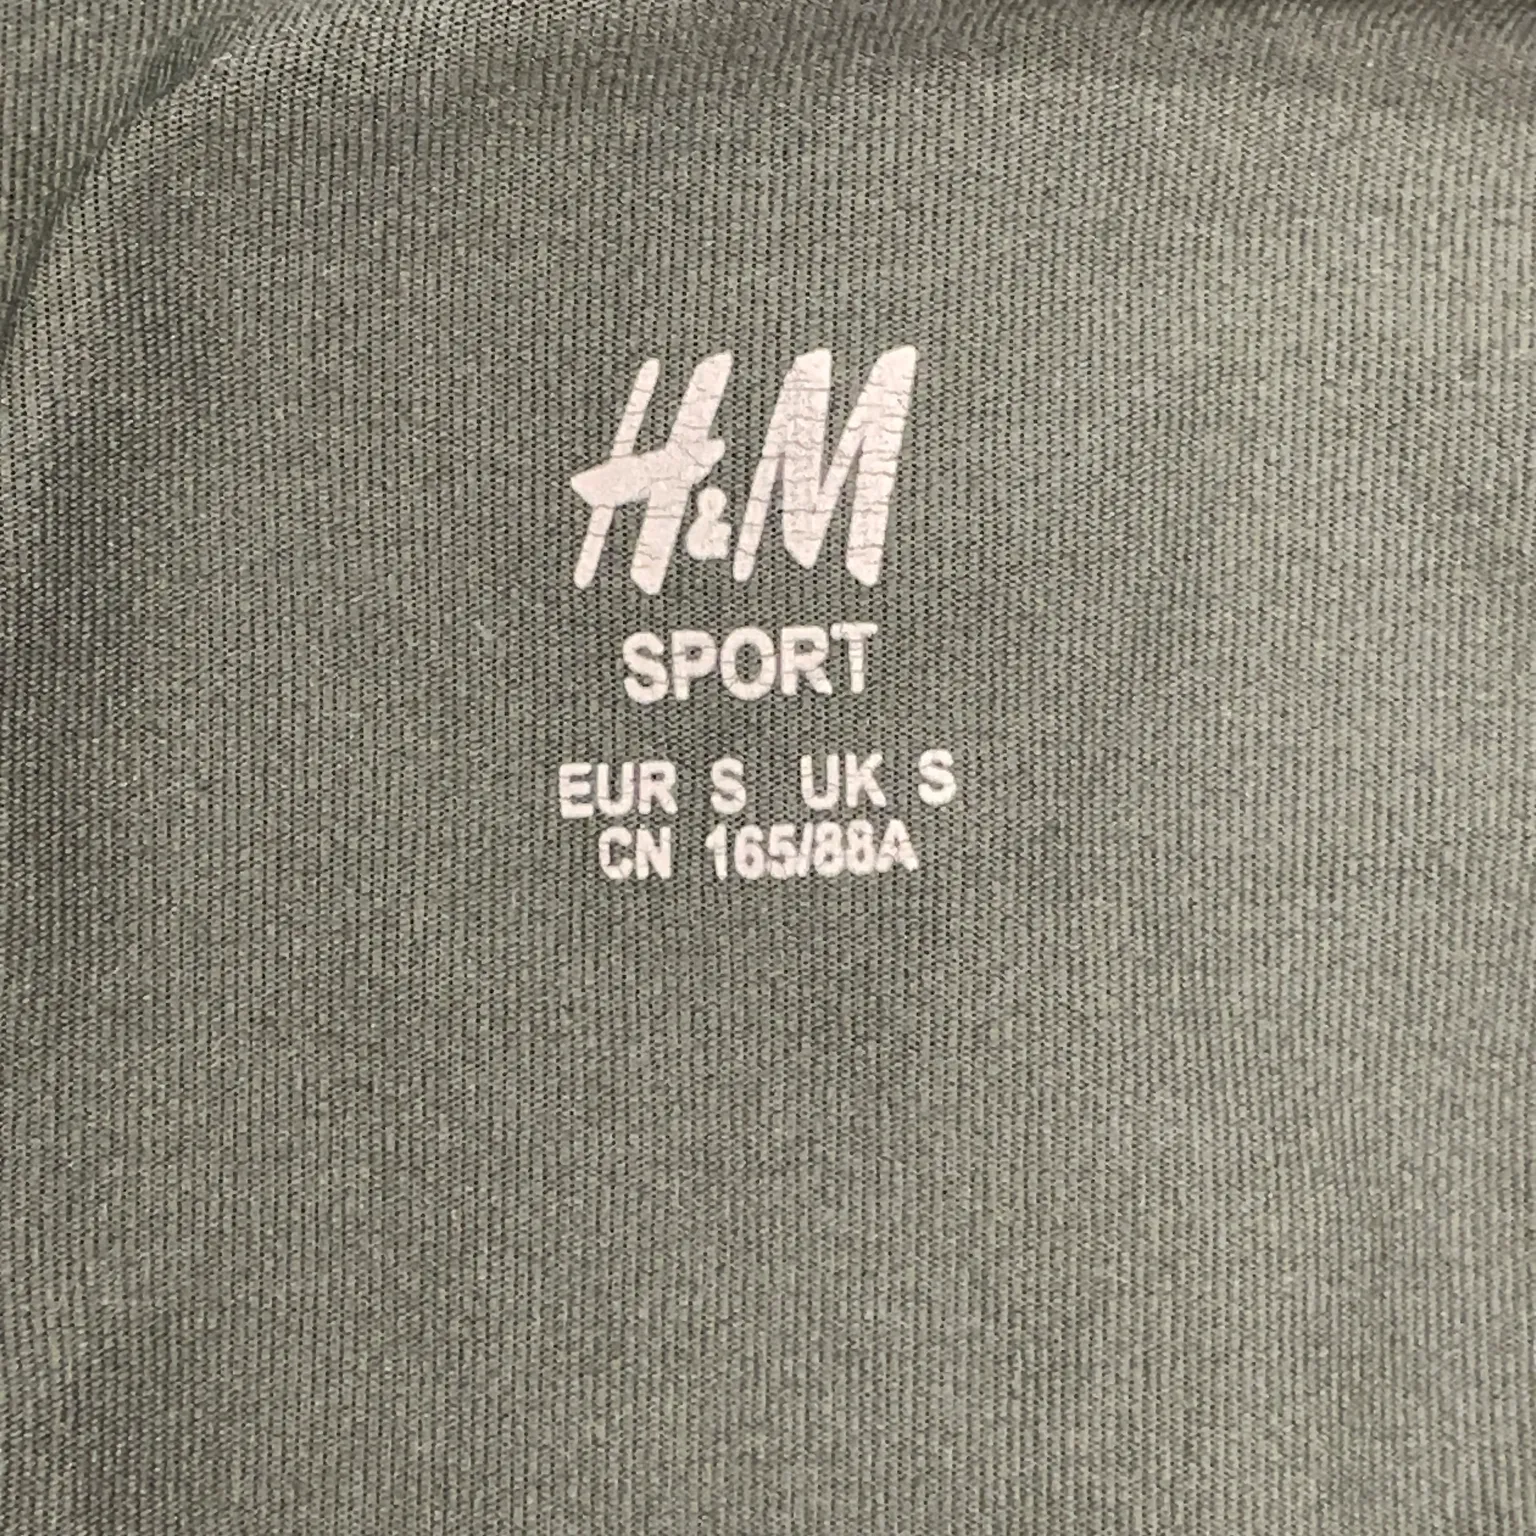 H&M
SPORT
EUR S UK S
CN 165/88A